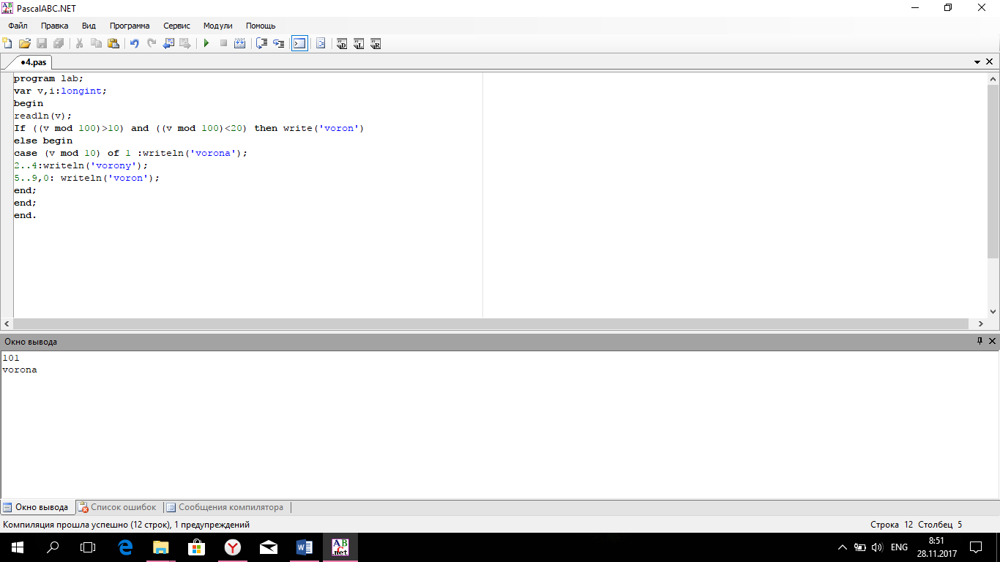 PascalABC.NET
Файл Правка Вид Программа Сервис Модули Помощь
•4.pas
program lab;
var v,i:longint;
begin
readln(v);
If ((v mod 100)>10) and ((v mod 100)<20) then write('voron')
else begin
case (v mod 10) of 1 :writeln('vorona');
2..4:writeln('vorony');
5..9,0: writeln('voron');
end;
end;
end.
Окно вывода
101
vorona
Окно вывода Список ошибок Сообщения компилятора
Компиляция прошла успешно (12 строк), 1 предупреждений Строка 12 Столбец 5
ENG 8:51
28.11.2017